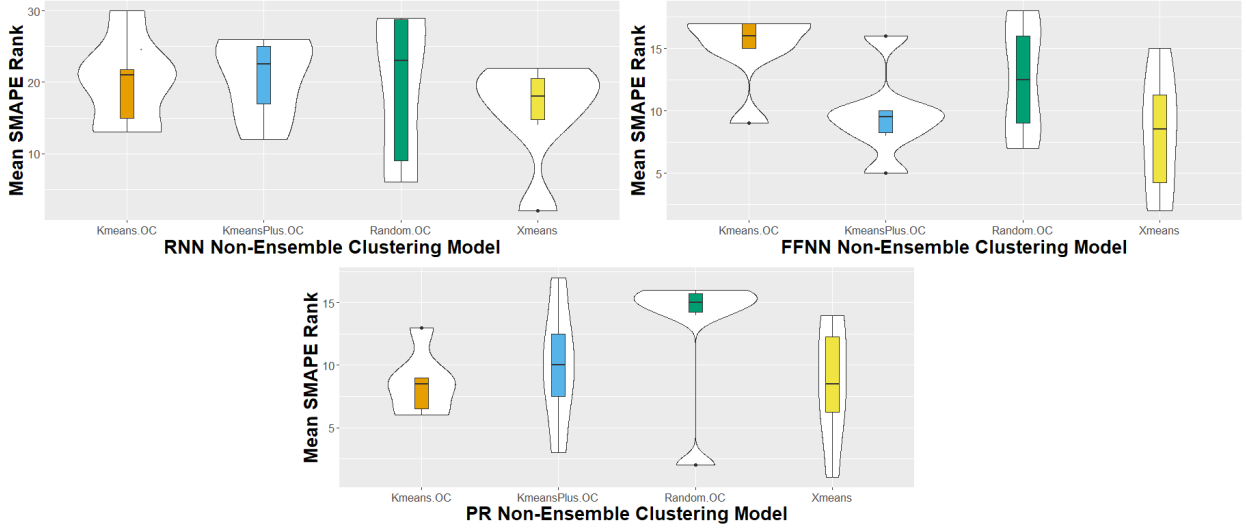 Mean SMAPE Rank
30
20
10
Kmeans.OC KmeansPlus.OC Random.OC Xmeans
RNN Non-Ensemble Clustering Model
Mean SMAPE Rank
15
10
5
Kmeans.OC KmeansPlus.OC Random.OC Xmeans
FFNN Non-Ensemble Clustering Model
Mean SMAPE Rank
15
10
5
Kmeans.OC KmeansPlus.OC Random.OC Xmeans
PR Non-Ensemble Clustering Model